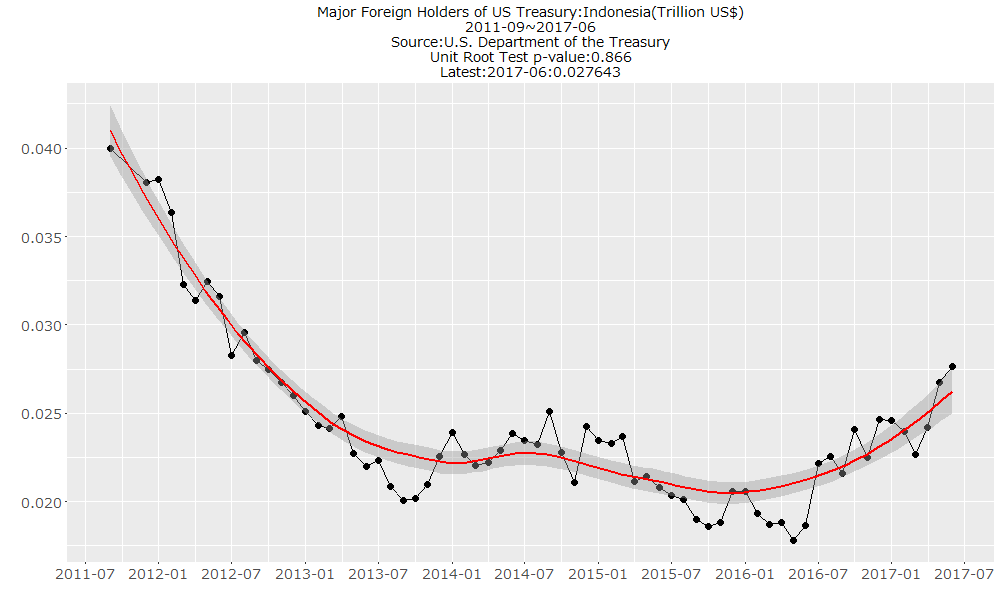 Major Foreign Holders of US Treasury:Indonesia(Trillion US$)
2011-09~2017-06
Source:U.S. Department of the Treasury
Unit Root Test p-value:0.866
Latest:2017-06:0.027643
0.040
0.035
0.030
0.025
0.020
2011-07 2012-01 2012-07 2013-01 2013-07 2014-01 2014-07 2015-01 2015-07 2016-01 2016-07 2017-01 2017-07